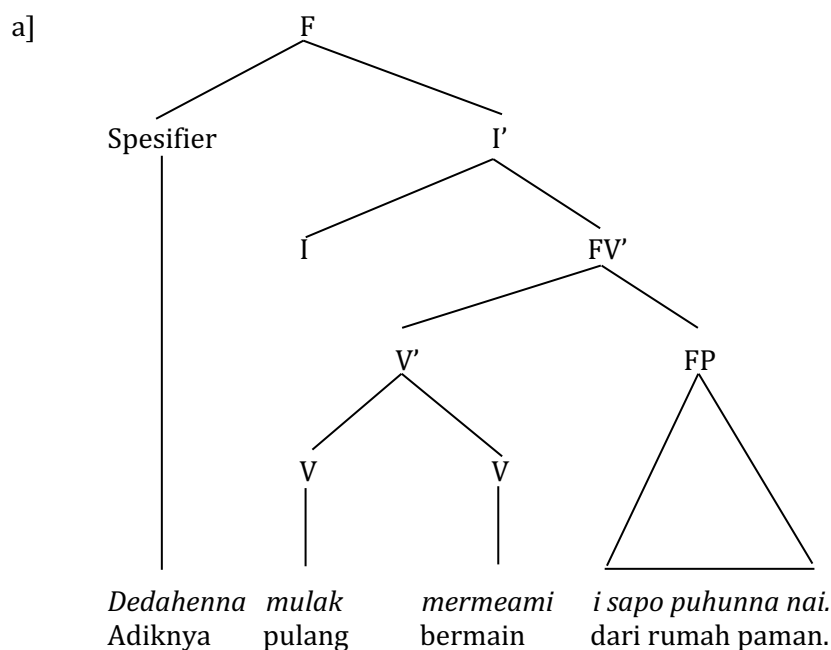 a]
F
Spesifier I’
I FV’
V’ FP
V V
Dedahenna mulak mermeami i sapo puhunna nai.
Adiknya pulang bermain dari rumah paman.